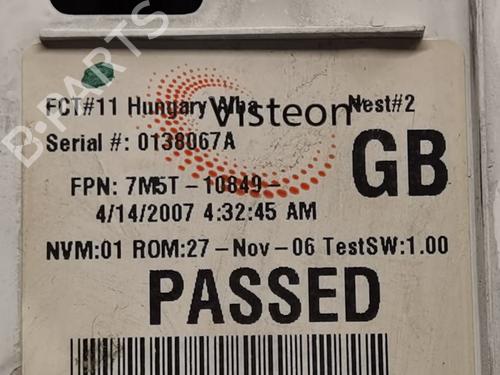 B-PARTS
FCT#11 Hungary Alba
Visteon
Nest#2
Serial #: 0138067A
GB
FPN: 7M5T-10849-
4/14/2007 4:32:45 AM
NVM:01 ROM:27-Nov-06 TestSW:1.00
PASSED